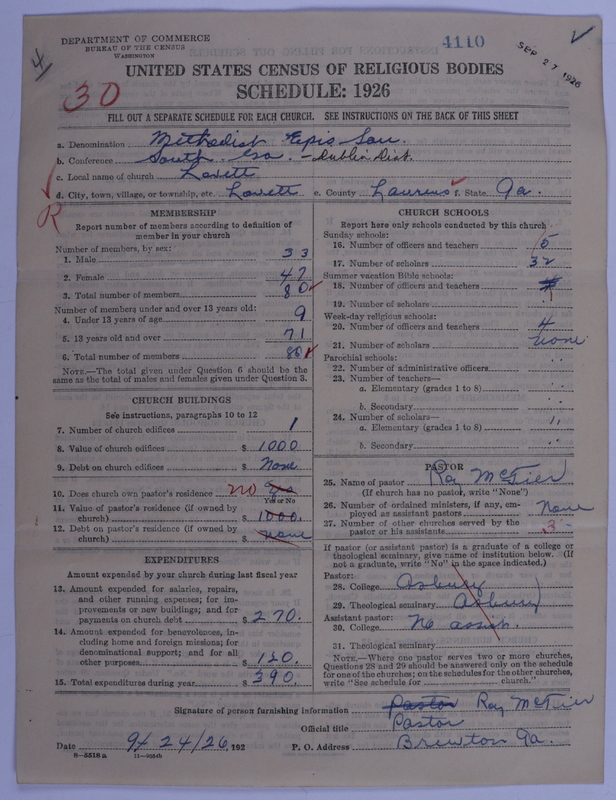 4
DEPARTMENT OF COMMERCE
BUREAU OF THE CENSUS
WASHINGTON
4110
SEP 27 1926
UNITED STATES CENSUS OF RELIGIOUS BODIES
30
SCHEDULE: 1926
FILL OUT A SEPARATE SCHEDULE FOR EACH CHURCH. SEE INSTRUCTIONS ON THE BACK OF THIS SHEET
a. Denomination Methodist Epis Sou.
b. Conference South Ga. - Dublin Dist.
c. Local name of church Lovett
d. City, town, village, or township, etc. Lovett e. County Laurens f. State Ga.
R
MEMBERSHIP
Report number of members according to definition of member in your church
Number of members, by sex:
1. Male 33
2. Female 47
3. Total number of members 80
Number of members under and over 13 years old:
4. Under 13 years of age 9
5. 13 years old and over 71
6. Total number of members 80
NOTE.—The total given under Question 6 should be the same as the total of males and females given under Question 3.
CHURCH BUILDINGS
See instructions, paragraphs 10 to 12
7. Number of church edifices 1
8. Value of church edifices $ 1000
9. Debt on church edifices $ None
10. Does church own pastor's residence no
Yes or No
11. Value of pastor's residence (if owned by church) $ 1000.
12. Debt on pastor's residence (if owned by church) $ none
EXPENDITURES
Amount expended by your church during last fiscal year
13. Amount expended for salaries, repairs, and other running expenses; for improvements or new buildings; and for payments on church debt $ 270.
14. Amount expended for benevolences, including home and foreign missions; for denominational support; and for all other purposes $ 120.
15. Total expenditures during year $ 390.
CHURCH SCHOOLS
Report here only schools conducted by this church
Sunday schools:
16. Number of officers and teachers
17. Number of scholars 32
Summer vacation Bible schools:
18. Number of officers and teachers
19. Number of scholars
Week-day religious schools:
20. Number of officers and teachers 4
21. Number of scholars none
Parochial schools:
22. Number of administrative officers
23. Number of teachers—
a. Elementary (grades 1 to 8)
b. Secondary
24. Number of scholars—
a. Elementary (grades 1 to 8) "
b. Secondary
PASTOR
25. Name of pastor Roy McTier
(If church has no pastor, write "None")
26. Number of ordained ministers, if any, employed as assistant pastors None
27. Number of other churches served by the pastor or his assistants 3
If pastor (or assistant pastor) is a graduate of a college or theological seminary, give name of institution below. (If not a graduate, write "No" in the space indicated.)
Pastor:
28. College Asbury
29. Theological seminary Asbury
Assistant pastor:
30. College No assist.
31. Theological seminary
NOTE.—Where one pastor serves two or more churches, Questions 28 and 29 should be answered only on the schedule for one of the churches; on the schedules for the other churches, write "See schedule for ______ church."
Signature of person furnishing information Pastor Roy McTier
Official title Pastor
Date 9/24/26, 192 P. O. Address Brewton Ga.
8-5518a 11-9554b